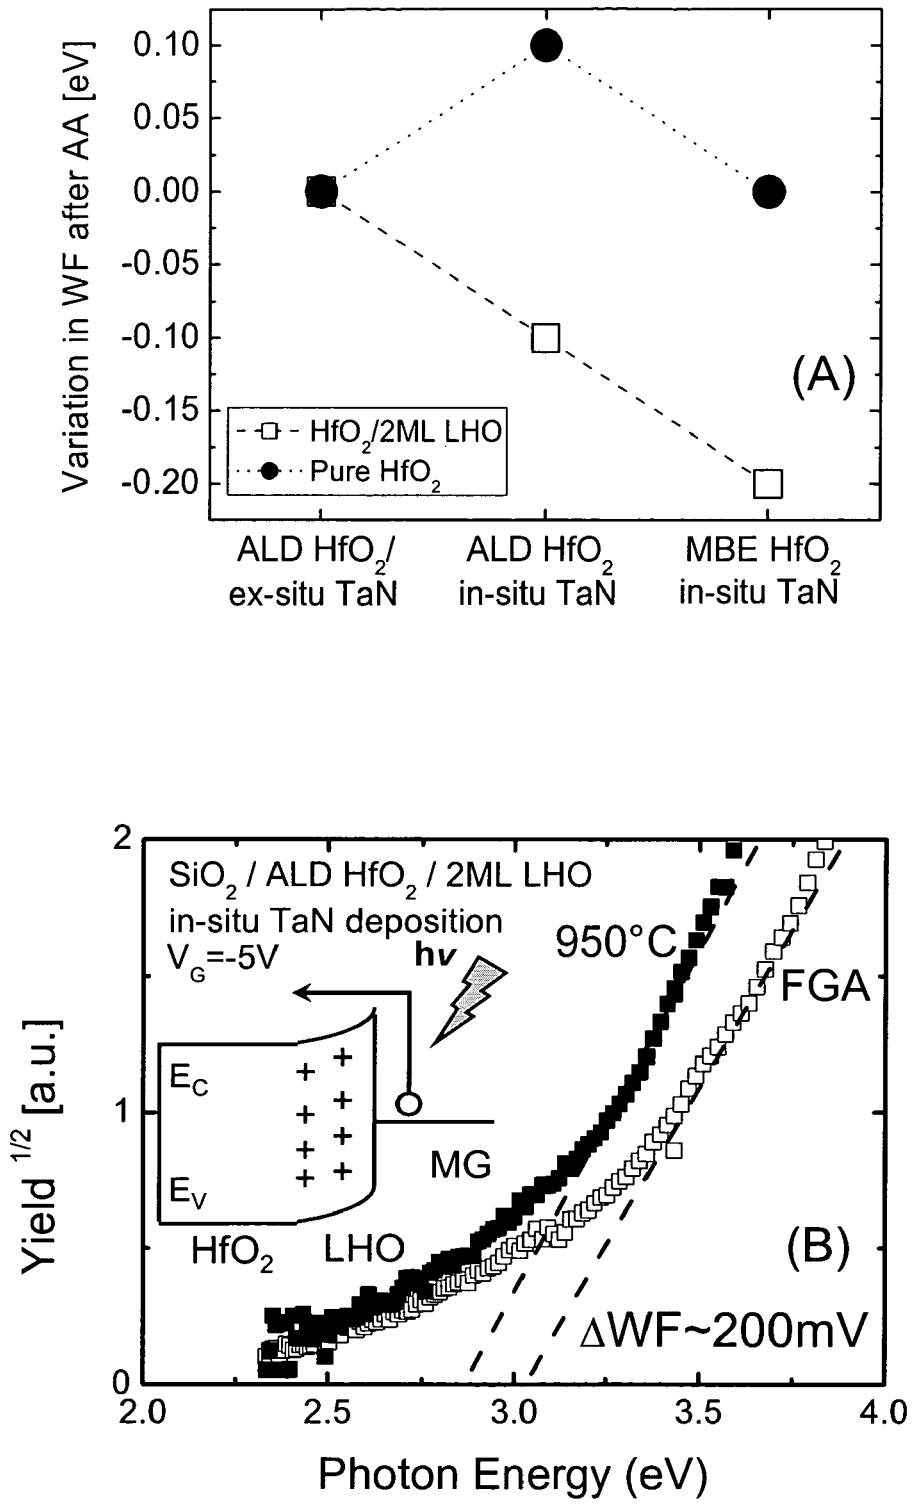 Variation in WF after AA [eV]
0.10
0.05
0.00
-0.05
-0.10
-0.15
-0.20
(A)
HfO₂/2ML LHO
Pure HfO₂
ALD HfO₂/
ex-situ TaN
ALD HfO₂
in-situ TaN
MBE HfO₂
in-situ TaN
Yield ¹/² [a.u.]
2
1
0
SiO₂ / ALD HfO₂ / 2ML LHO
in-situ TaN deposition
V_G=-5V
hν
950°C
FGA
E_C
+ +
+ +
+ +
+ +
E_V
MG
HfO₂
LHO
(B)
ΔWF~200mV
2.0
2.5
3.0
3.5
4.0
Photon Energy (eV)